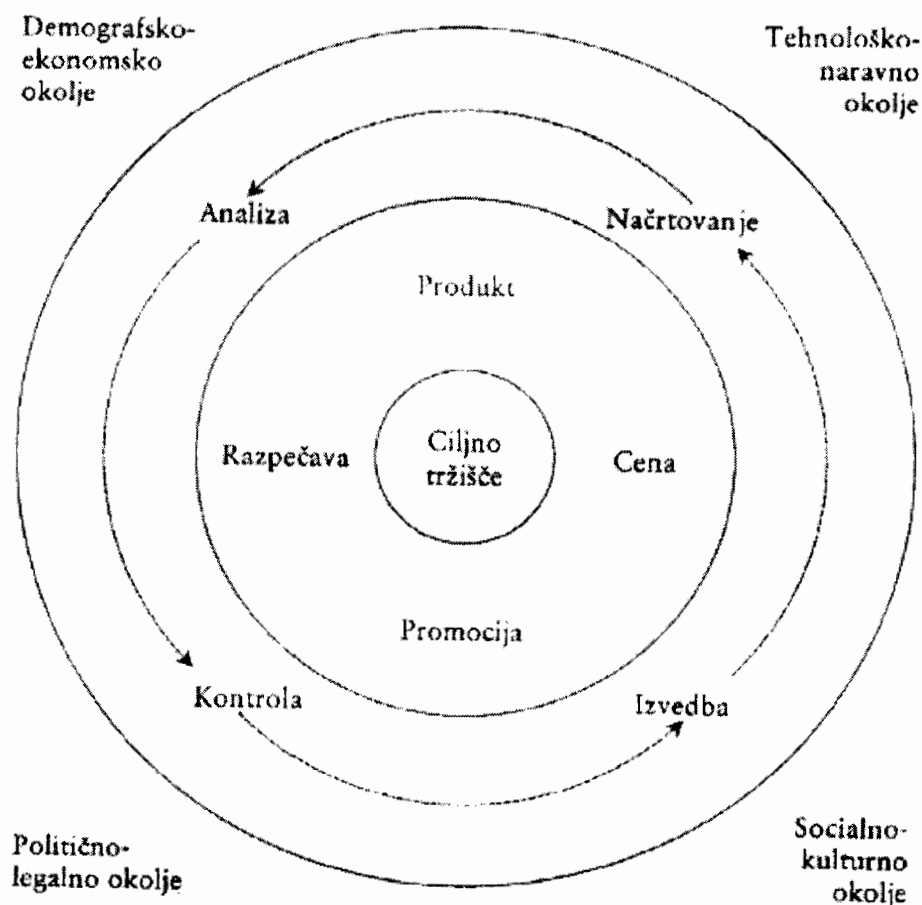 Demografsko-
ekonomsko
okolje
Tehnološko-
naravno
okolje
Analiza
Načrtovanje
Produkt
Razpečava
Ciljno
tržišče
Cena
Promocija
Kontrola
Izvedba
Politično-
legalno okolje
Socialno-
kulturno
okolje